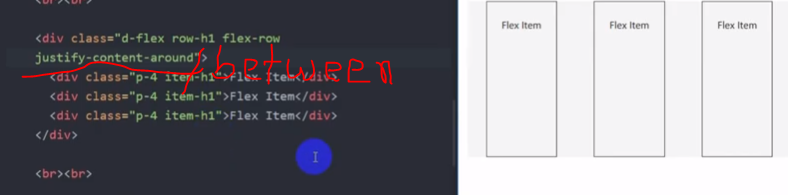 <br><br>
<div class="d-flex row-h1 flex-row
justify-content-around">
/between
<div class="p-4 item-h1">Flex Item</div>
<div class="p-4 item-h1">Flex Item</div>
<div class="p-4 item-h1">Flex Item</div>
</div>
<br><br>
Flex Item
Flex Item
Flex Item